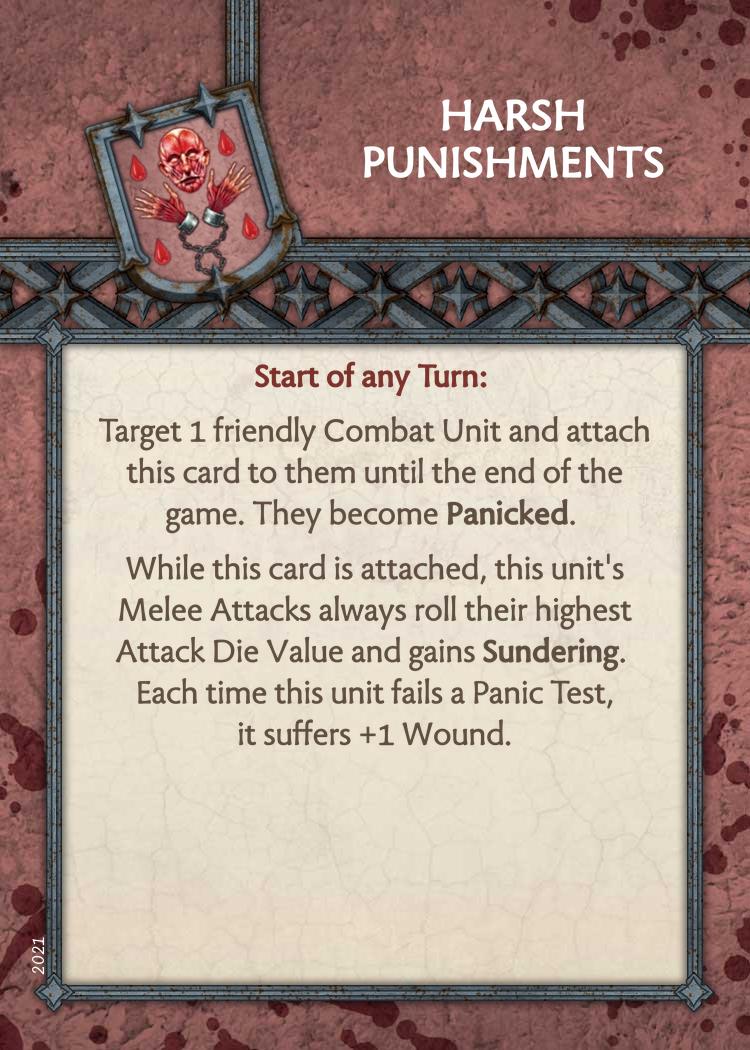 HARSH
PUNISHMENTS
Start of any Turn:
Target 1 friendly Combat Unit and attach
this card to them until the end of the
game. They become Panicked.
While this card is attached, this unit's
Melee Attacks always roll their highest
Attack Die Value and gains Sundering.
Each time this unit fails a Panic Test,
it suffers +1 Wound.
2021